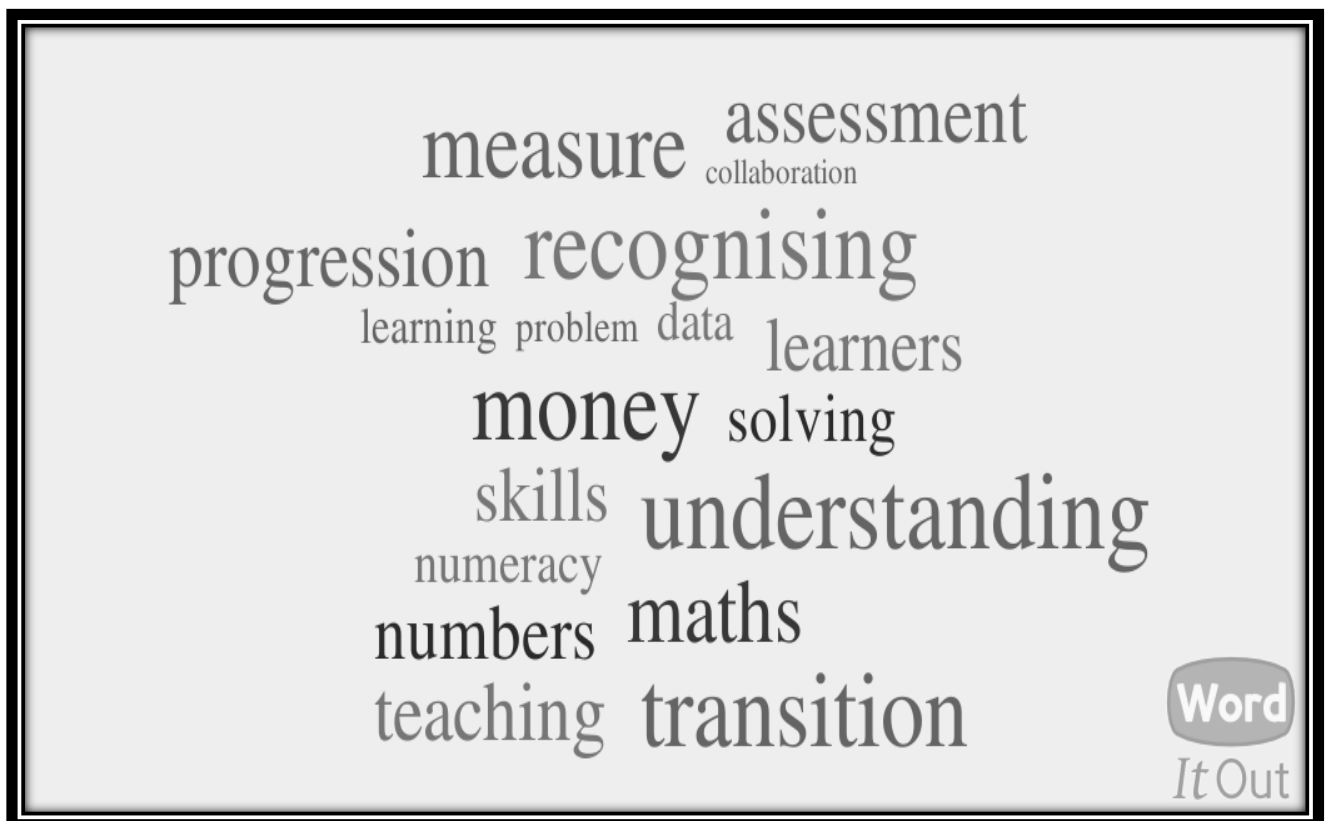 measure assessment
collaboration
progression recognising
learning problem data learners
money solving
skills understanding
numeracy
numbers maths
teaching transition
Word
It Out